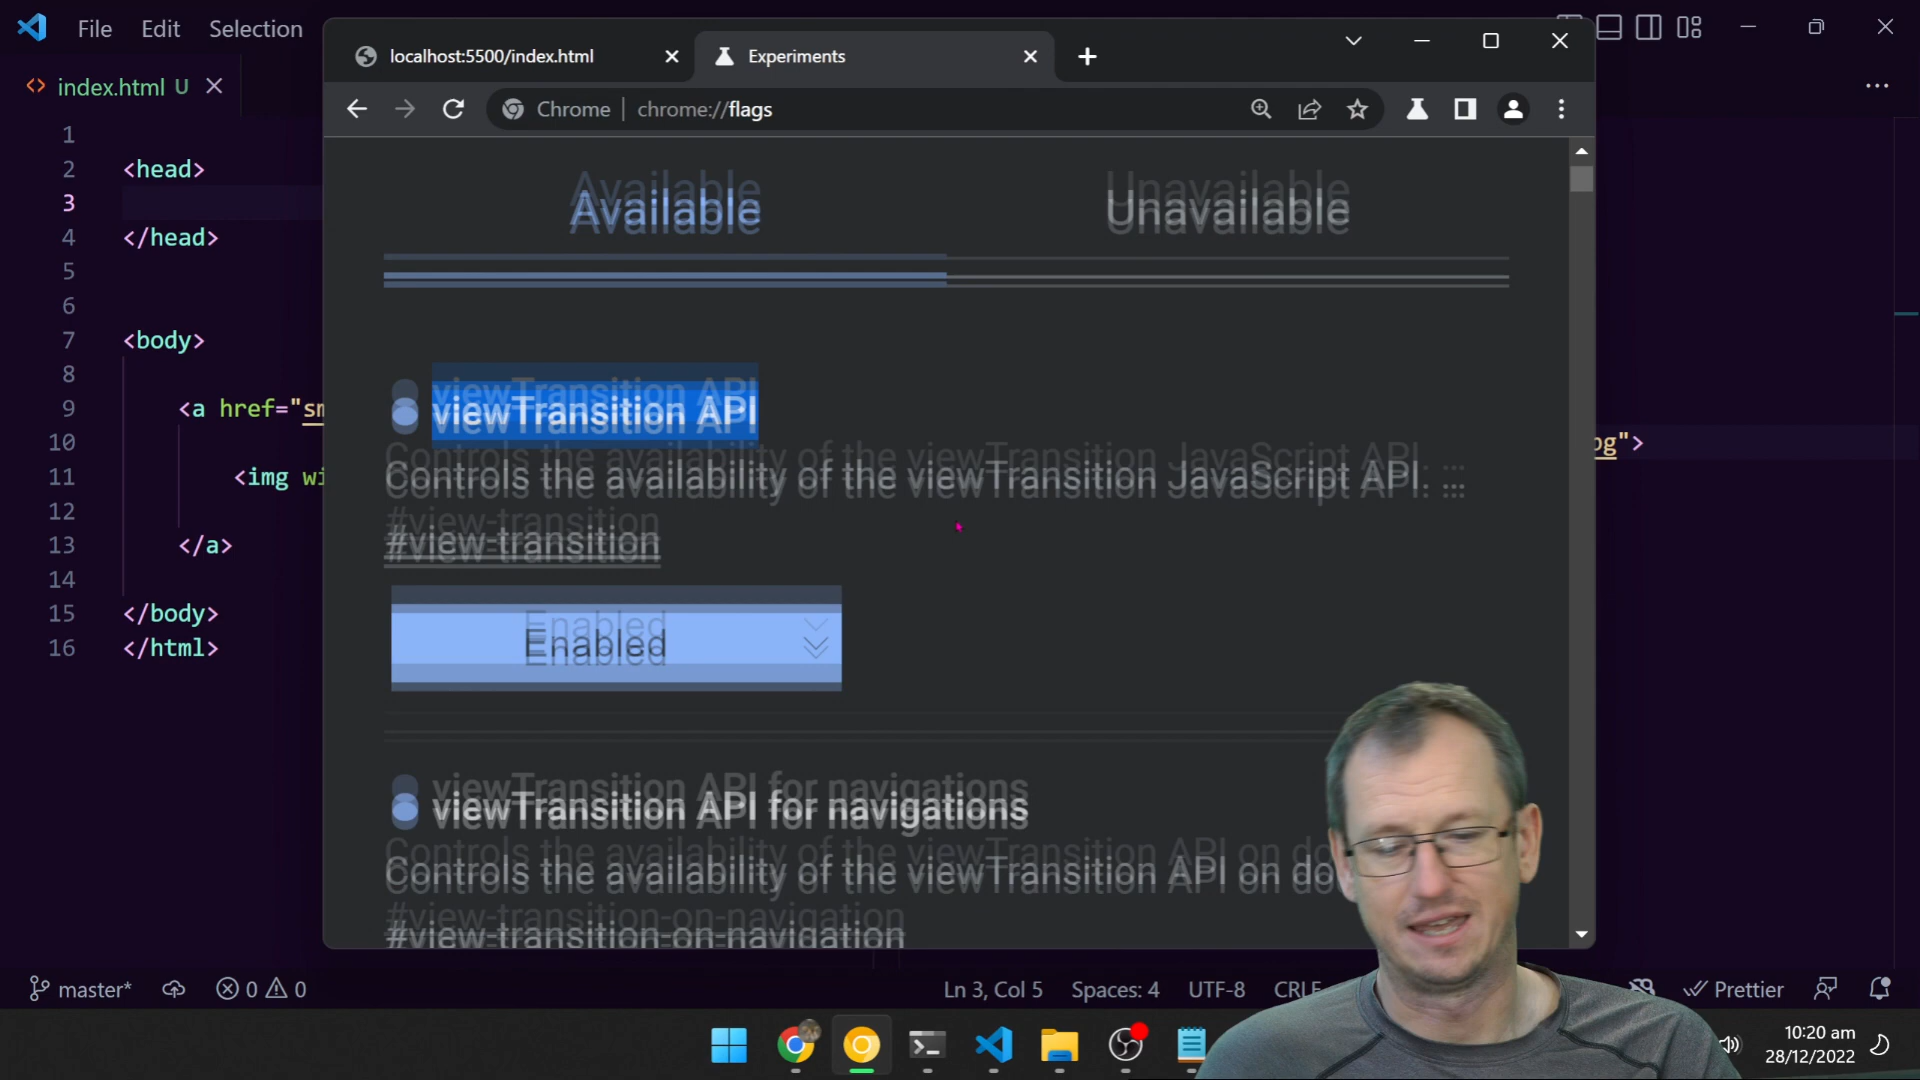 File Edit Selection
localhost:5500/index.html
Experiments
index.html U
Chrome chrome://flags
1
2 <head>
3
4 </head>
5
6
7 <body>
8
9 <a href="sm
10 pg">
11 <img wi
12
13 </a>
14
15 </body>
16 </html>
Available Unavailable
viewTransition API
Controls the availability of the viewTransition JavaScript API. ...
#view-transition
Enabled
viewTransition API for navigations
Controls the availability of the viewTransition API on do
#view-transition-on-navigation
master* 0 0 Ln 3, Col 5 Spaces: 4 UTF-8 CRLF Prettier
10:20 am
28/12/2022